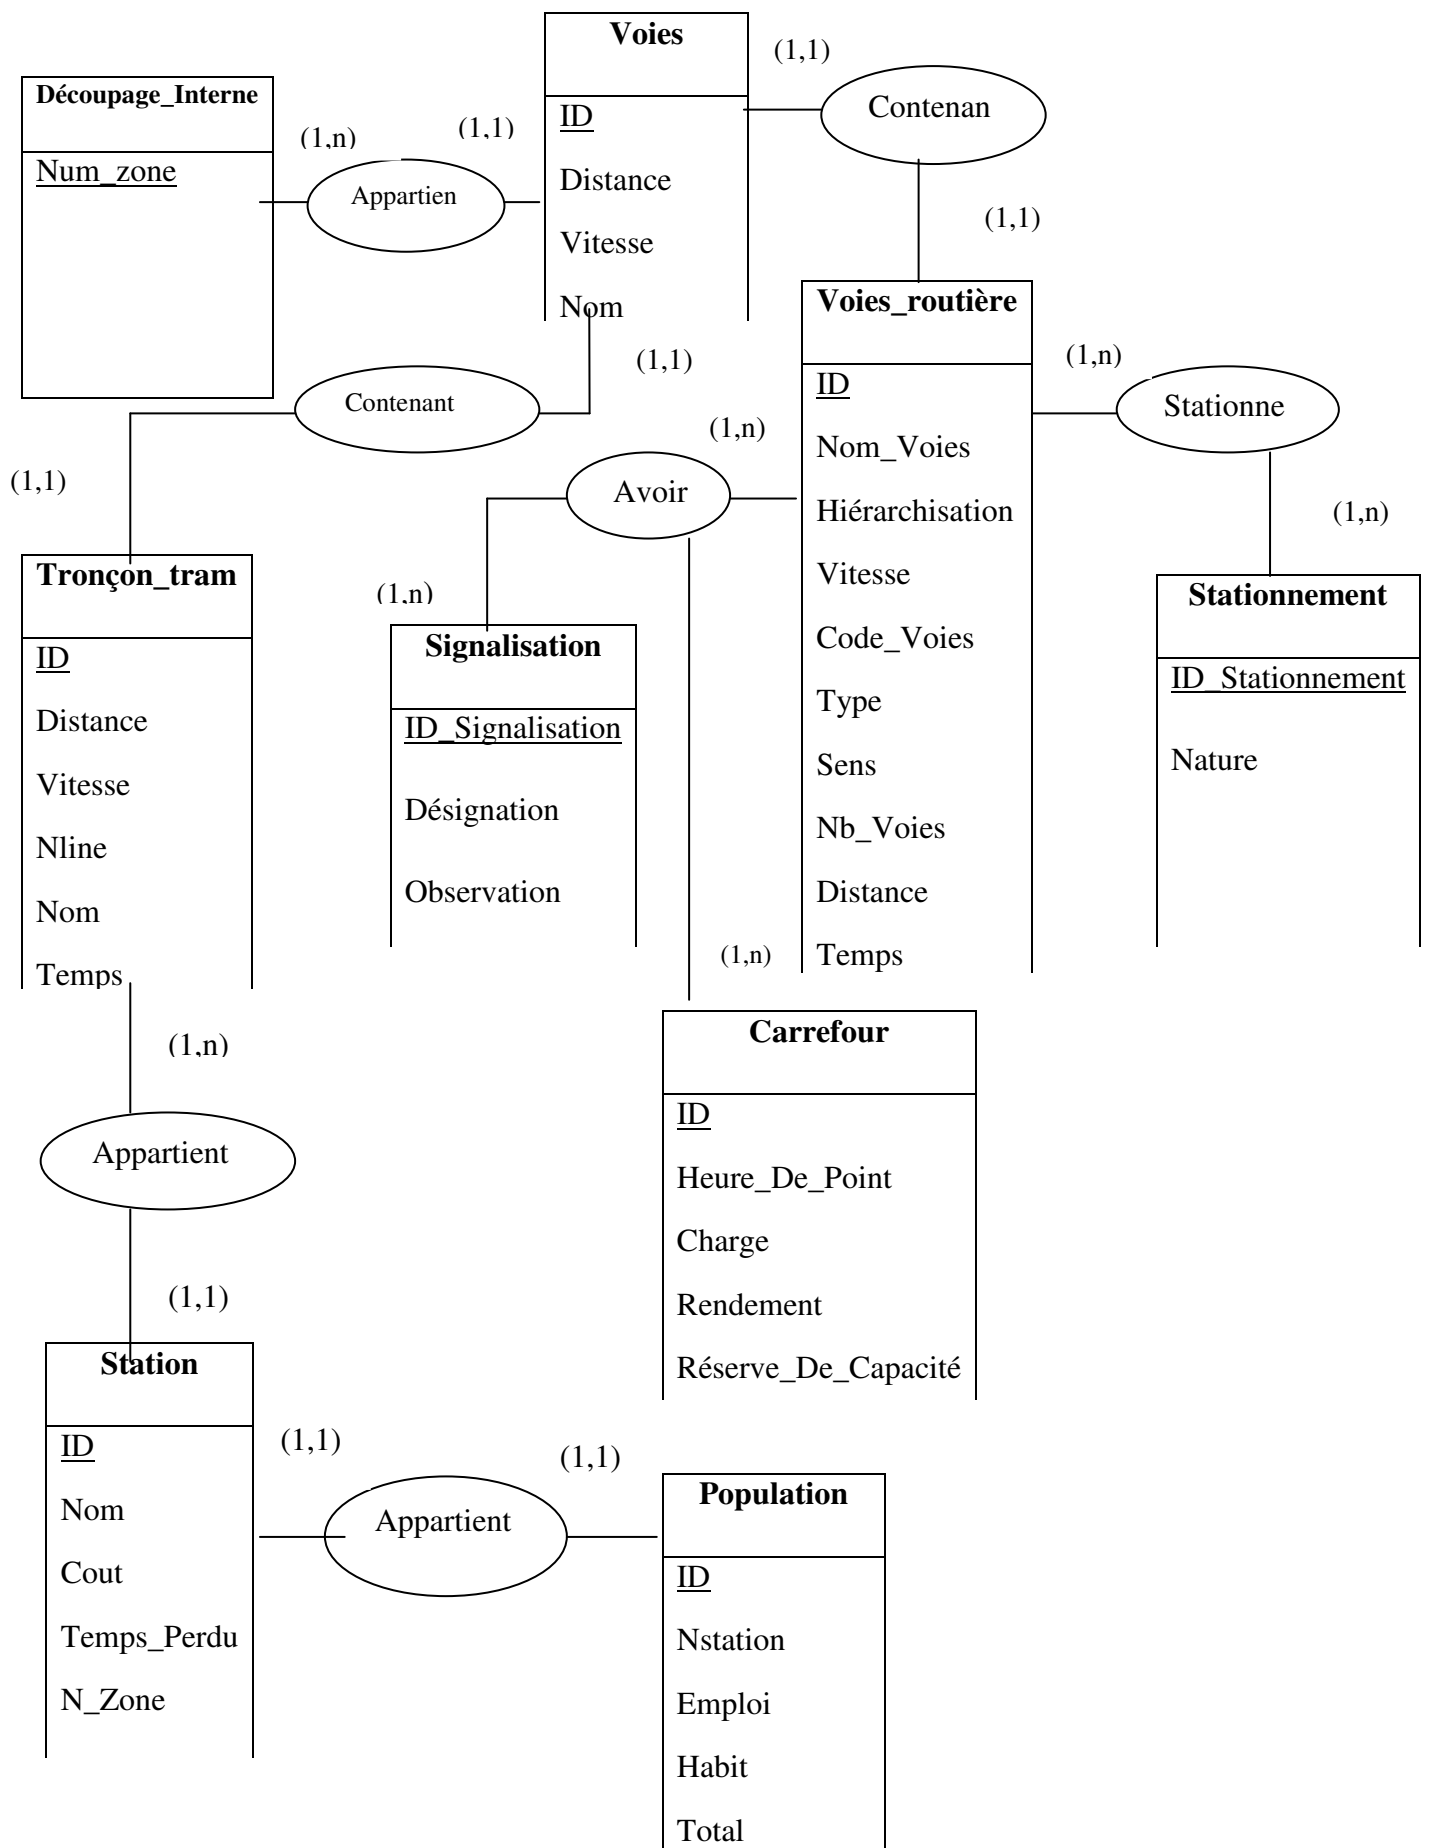 Voies
(1,1)
Découpage_Interne
Contenan
ID
(1,n)
(1,1)
Num_zone
Distance
Appartien
(1,1)
Vitesse
Nom
Voies_routière
(1,1)
(1,n)
ID
Contenant
Stationne
(1,n)
Nom_Voies
(1,1)
Avoir
Hiérarchisation
(1,n)
Tronçon_tram
Vitesse
(1,n)
Stationnement
Signalisation
Code_Voies
ID
ID_Stationnement
Type
Distance
ID_Signalisation
Nature
Sens
Vitesse
Désignation
Nb_Voies
Nline
Observation
Distance
Nom
(1,n)
Temps
Temps
Carrefour
(1,n)
ID
Appartient
Heure_De_Point
Charge
(1,1)
Rendement
Station
Réserve_De_Capacité
ID
(1,1)
(1,1)
Population
Nom
Appartient
Cout
ID
Temps_Perdu
Nstation
N_Zone
Emploi
Habit
Total